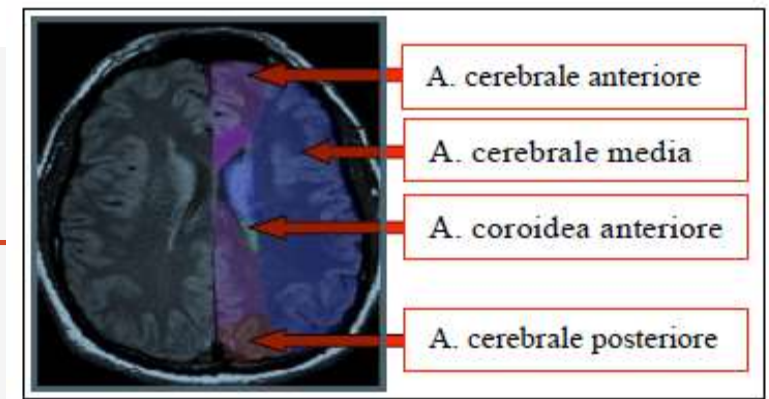 A. cerebrale anteriore
A. cerebrale media
A. coroidea anteriore
A. cerebrale posteriore